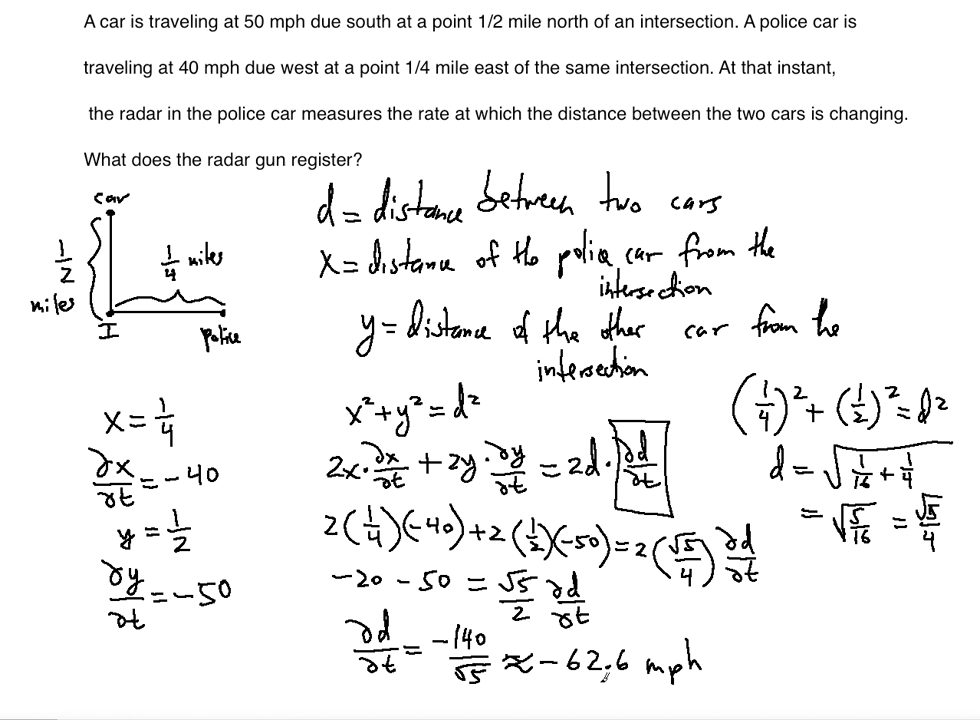 A car is traveling at 50 mph due south at a point 1/2 mile north of an intersection. A police car is
traveling at 40 mph due west at a point 1/4 mile east of the same intersection. At that instant,
the radar in the police car measures the rate at which the distance between the two cars is changing.
What does the radar gun register?
car
1/2 miles
1/4 miles
I
police
d = distance between two cars
x = distance of the police car from the
intersection
y = distance of the other car from the
intersection
x = 1/4
∂x/∂t = -40
y = 1/2
∂y/∂t = -50
x² + y² = d²
2x · ∂x/∂t + 2y · ∂y/∂t = 2d · ∂d/∂t
2(1/4)(-40) + 2(1/2)(-50) = 2(√5/4) ∂d/∂t
-20 - 50 = √5/2 ∂d/∂t
∂d/∂t = -140/√5 ≈ -62.6 mph
(1/4)² + (1/2)² = d²
d = √(1/16 + 1/4)
= √(5/16) = √5/4